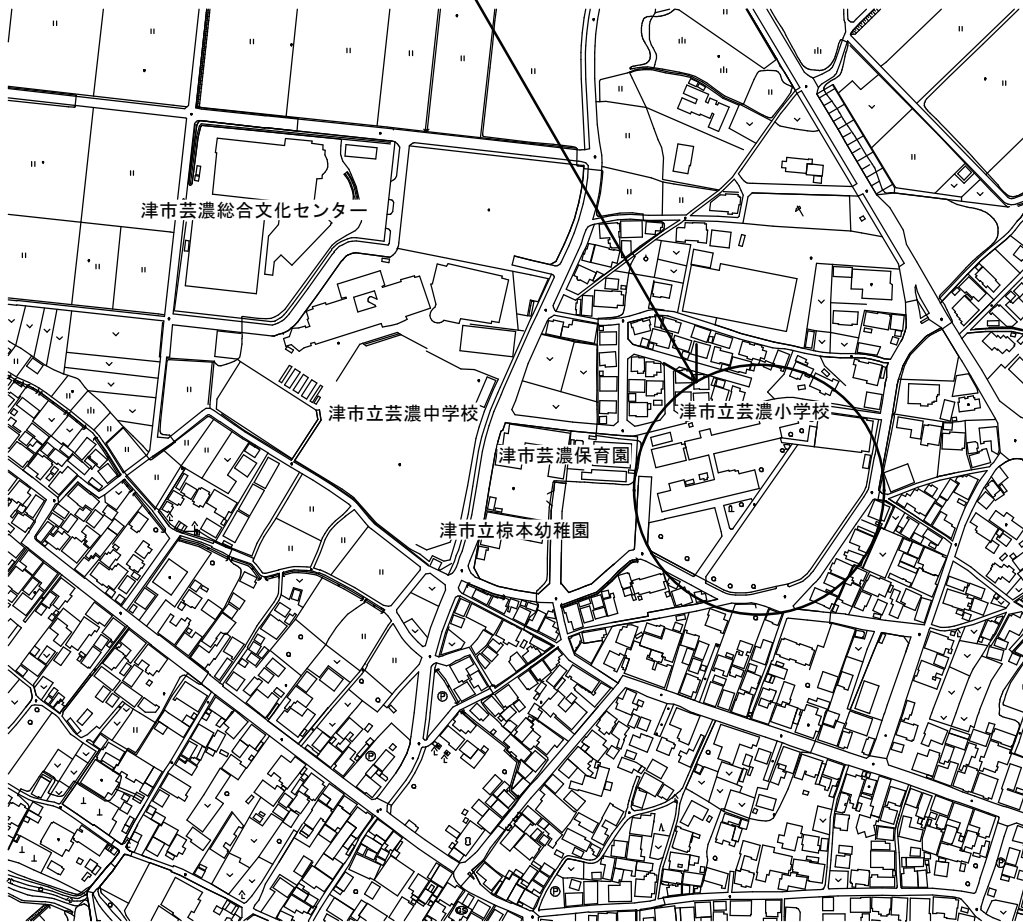 津市芸濃総合文化センター
津市立芸濃中学校
津市立芸濃小学校
津市芸濃保育園
津市立椋本幼稚園